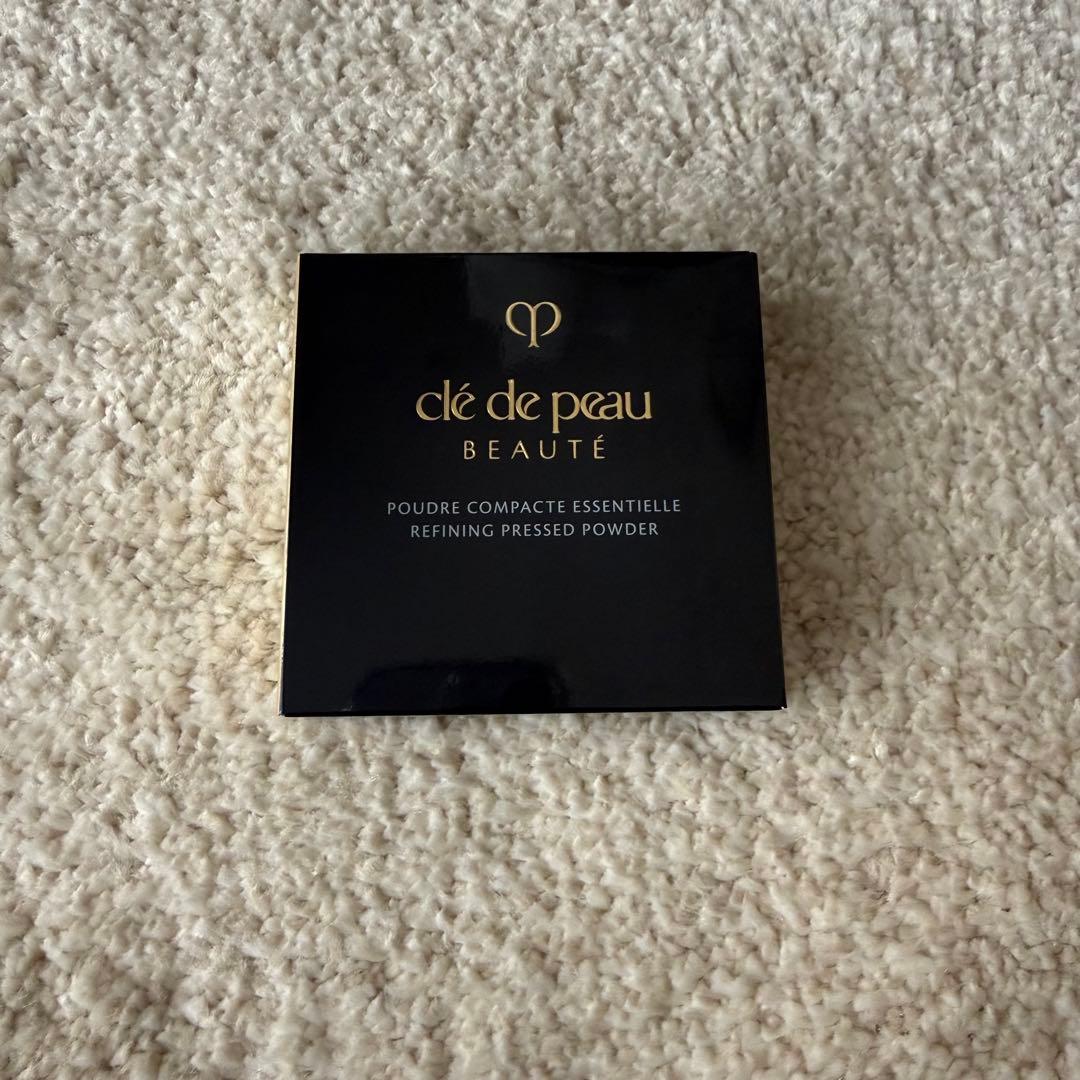 clé de peau
BEAUTÉ
POUDRE COMPACTE ESSENTIELLE
REFINING PRESSED POWDER